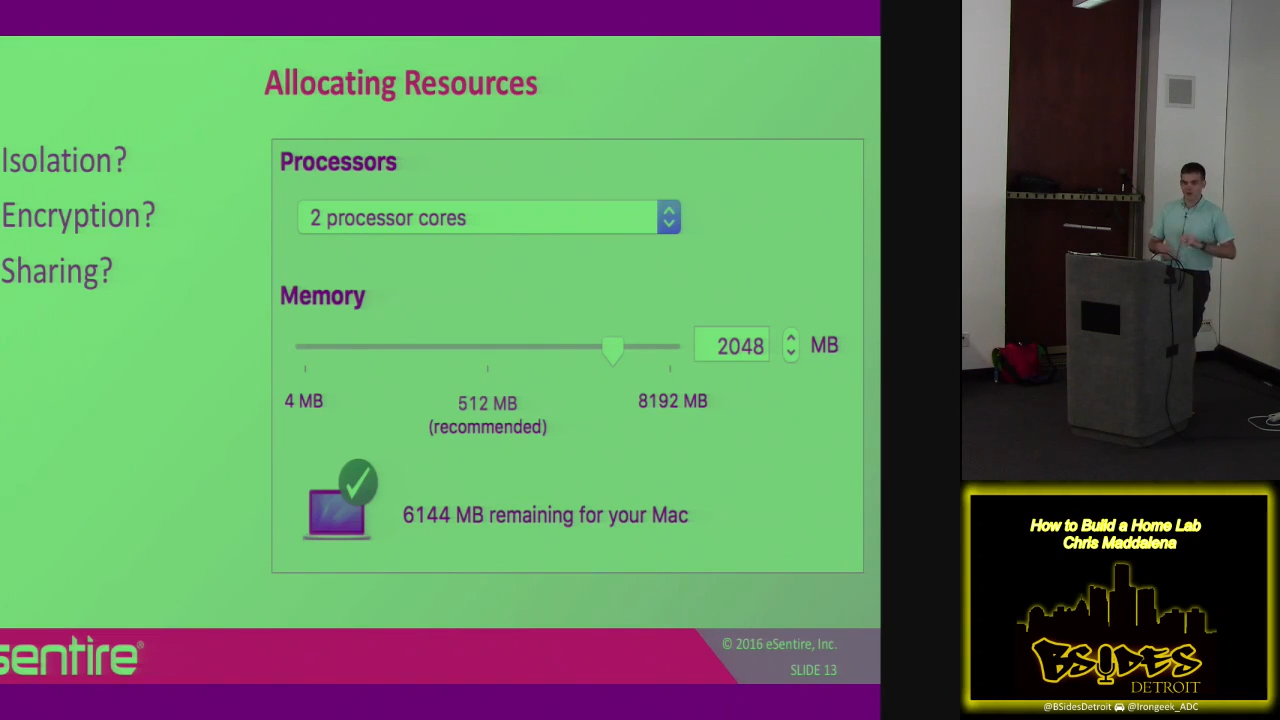 Allocating Resources
Isolation?
Encryption?
Sharing?
Processors
2 processor cores
Memory
2048 MB
4 MB
512 MB
(recommended)
8192 MB
6144 MB remaining for your Mac
sentire®
© 2016 eSentire, Inc.
SLIDE 13
How to Build a Home Lab
Chris Maddalena
BSIDES
DETROIT
@BSidesDetroit @Irongeek_ADC